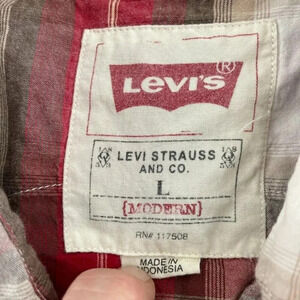 LEVI'S®
LEVI STRAUSS
AND CO.
L
{MODERN}
RN# 117508
MADE IN
INDONESIA